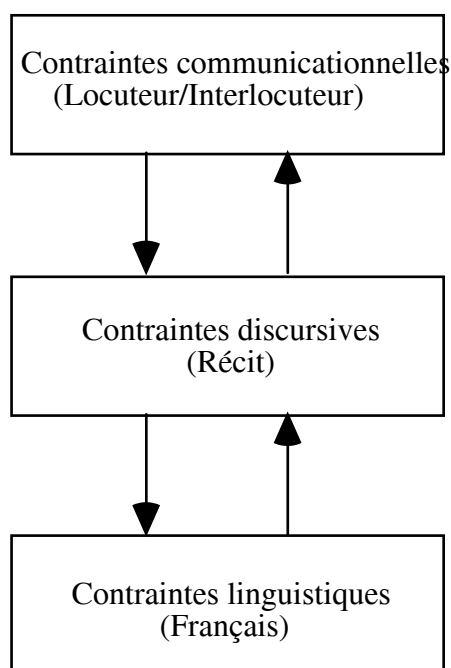 Contraintes communicationnelles
(Locuteur/Interlocuteur)
Contraintes discursives
(Récit)
Contraintes linguistiques
(Français)